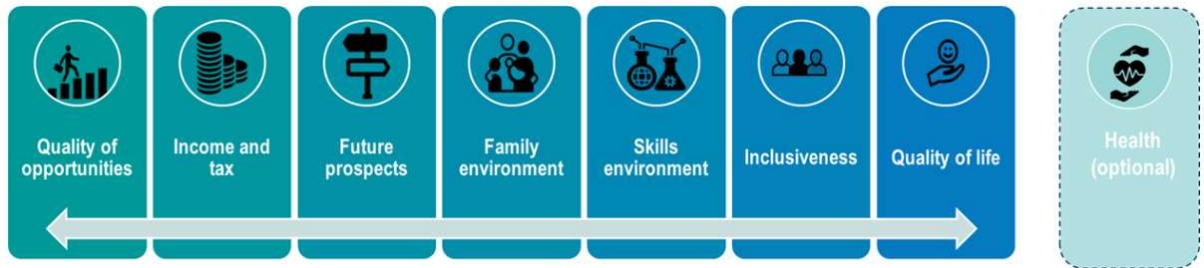 Quality of
opportunities
Income and
tax
Future
prospects
Family
environment
Skills
environment
Inclusiveness
Quality of life
Health
(optional)